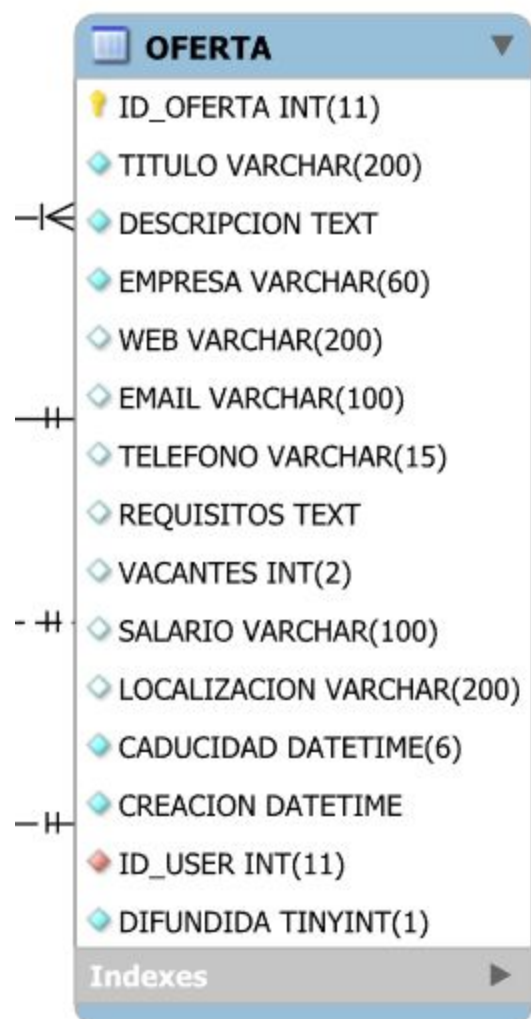 OFERTA
ID_OFERTA INT(11)
TITULO VARCHAR(200)
DESCRIPCION TEXT
EMPRESA VARCHAR(60)
WEB VARCHAR(200)
EMAIL VARCHAR(100)
TELEFONO VARCHAR(15)
REQUISITOS TEXT
VACANTES INT(2)
SALARIO VARCHAR(100)
LOCALIZACION VARCHAR(200)
CADUCIDAD DATETIME(6)
CREACION DATETIME
ID_USER INT(11)
DIFUNDIDA TINYINT(1)
Indexes